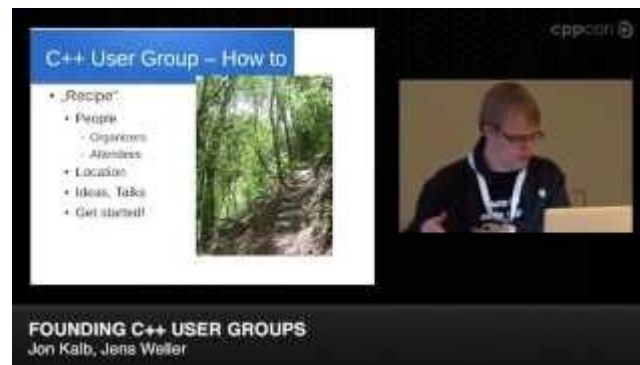 cppcon
C++ User Group – How to
• „Recipe“
• People
- Organizers
- Attendees
• Location
• Ideas, Talks
• Get started!
FOUNDING C++ USER GROUPS
Jon Kalb, Jens Weller